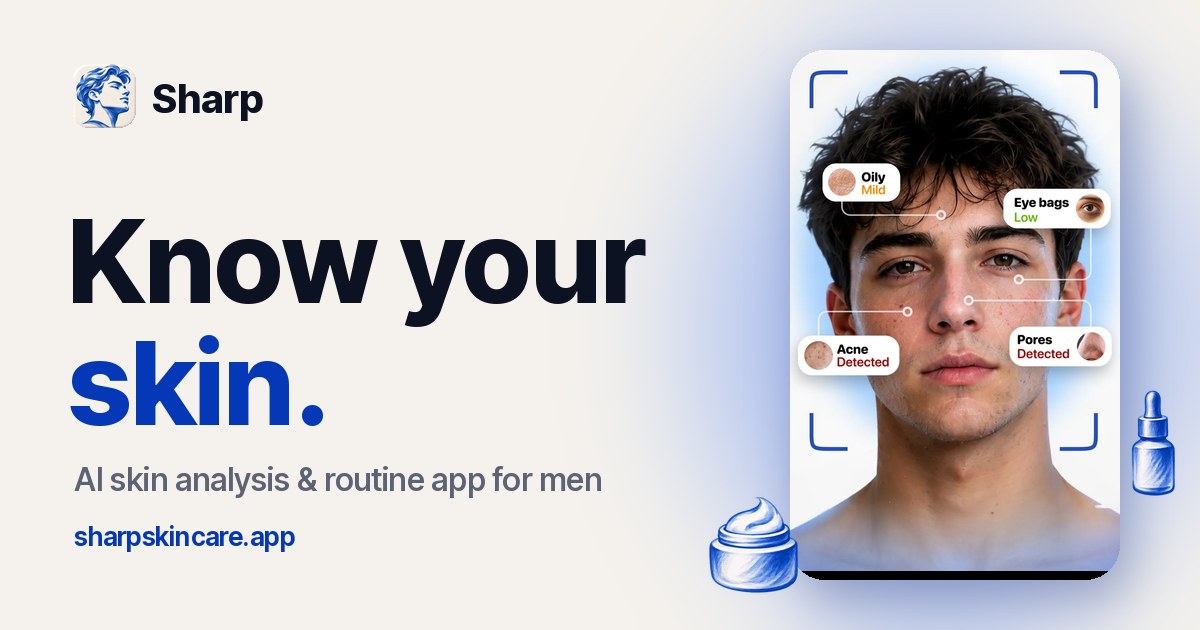 Sharp
Know your
skin.
AI skin analysis & routine app for men
sharpskincare.app
Oily
Mild
Eye bags
Low
Acne
Detected
Pores
Detected